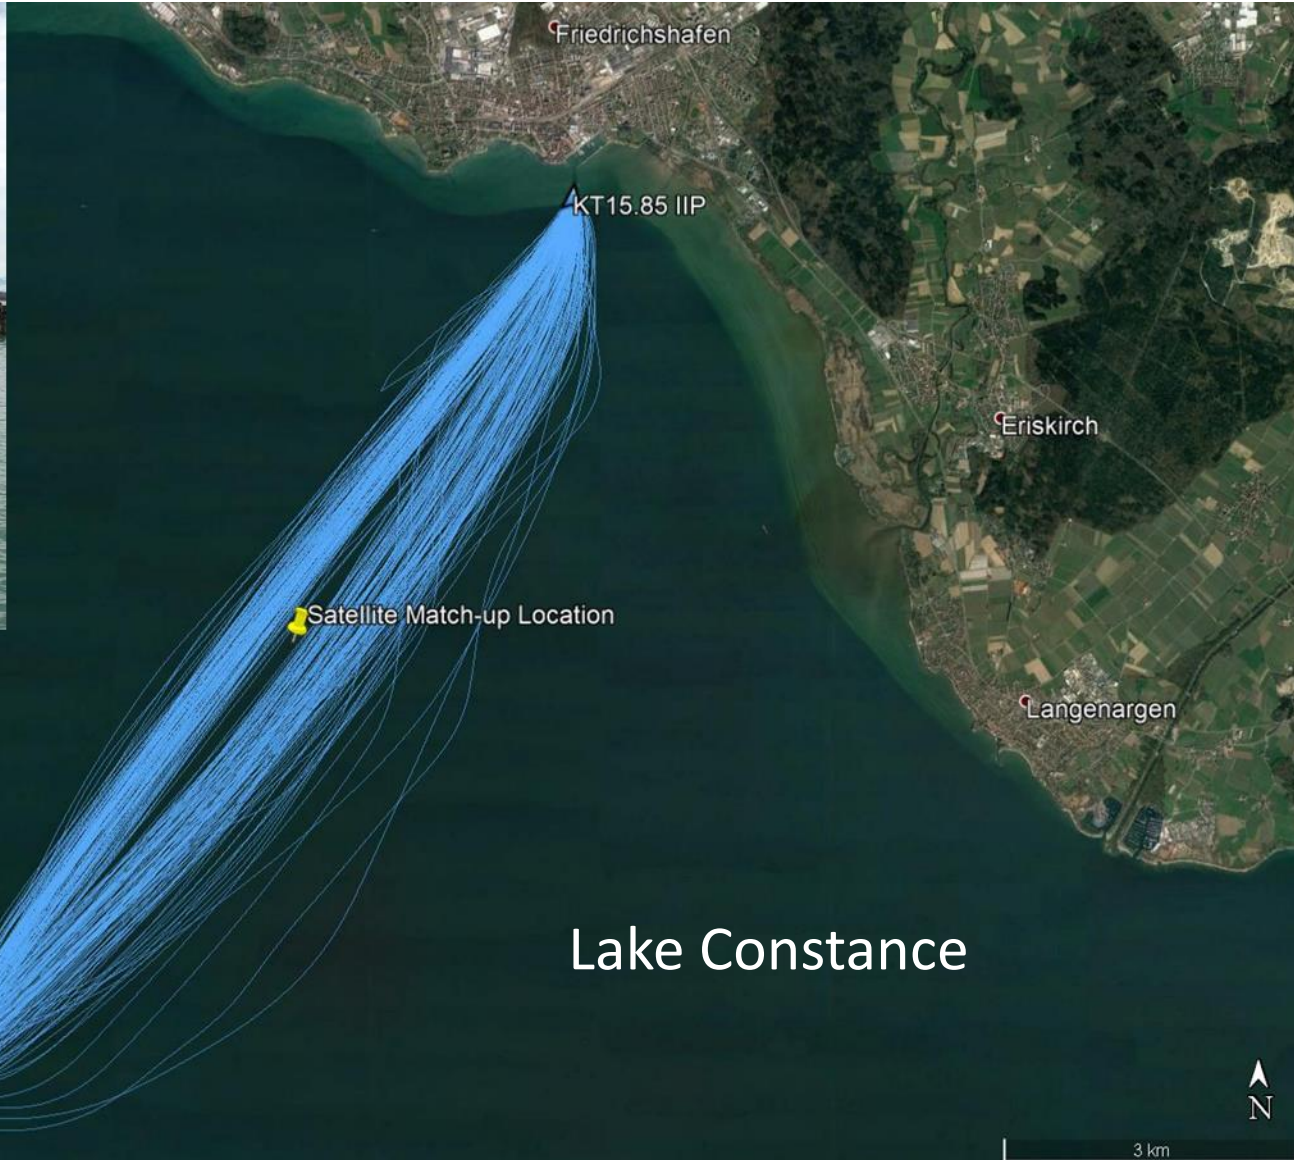 Friedrichshafen
KT15.85 IIP
Eriskirch
Satellite Match-up Location
Langenargen
Lake Constance
N
3 km